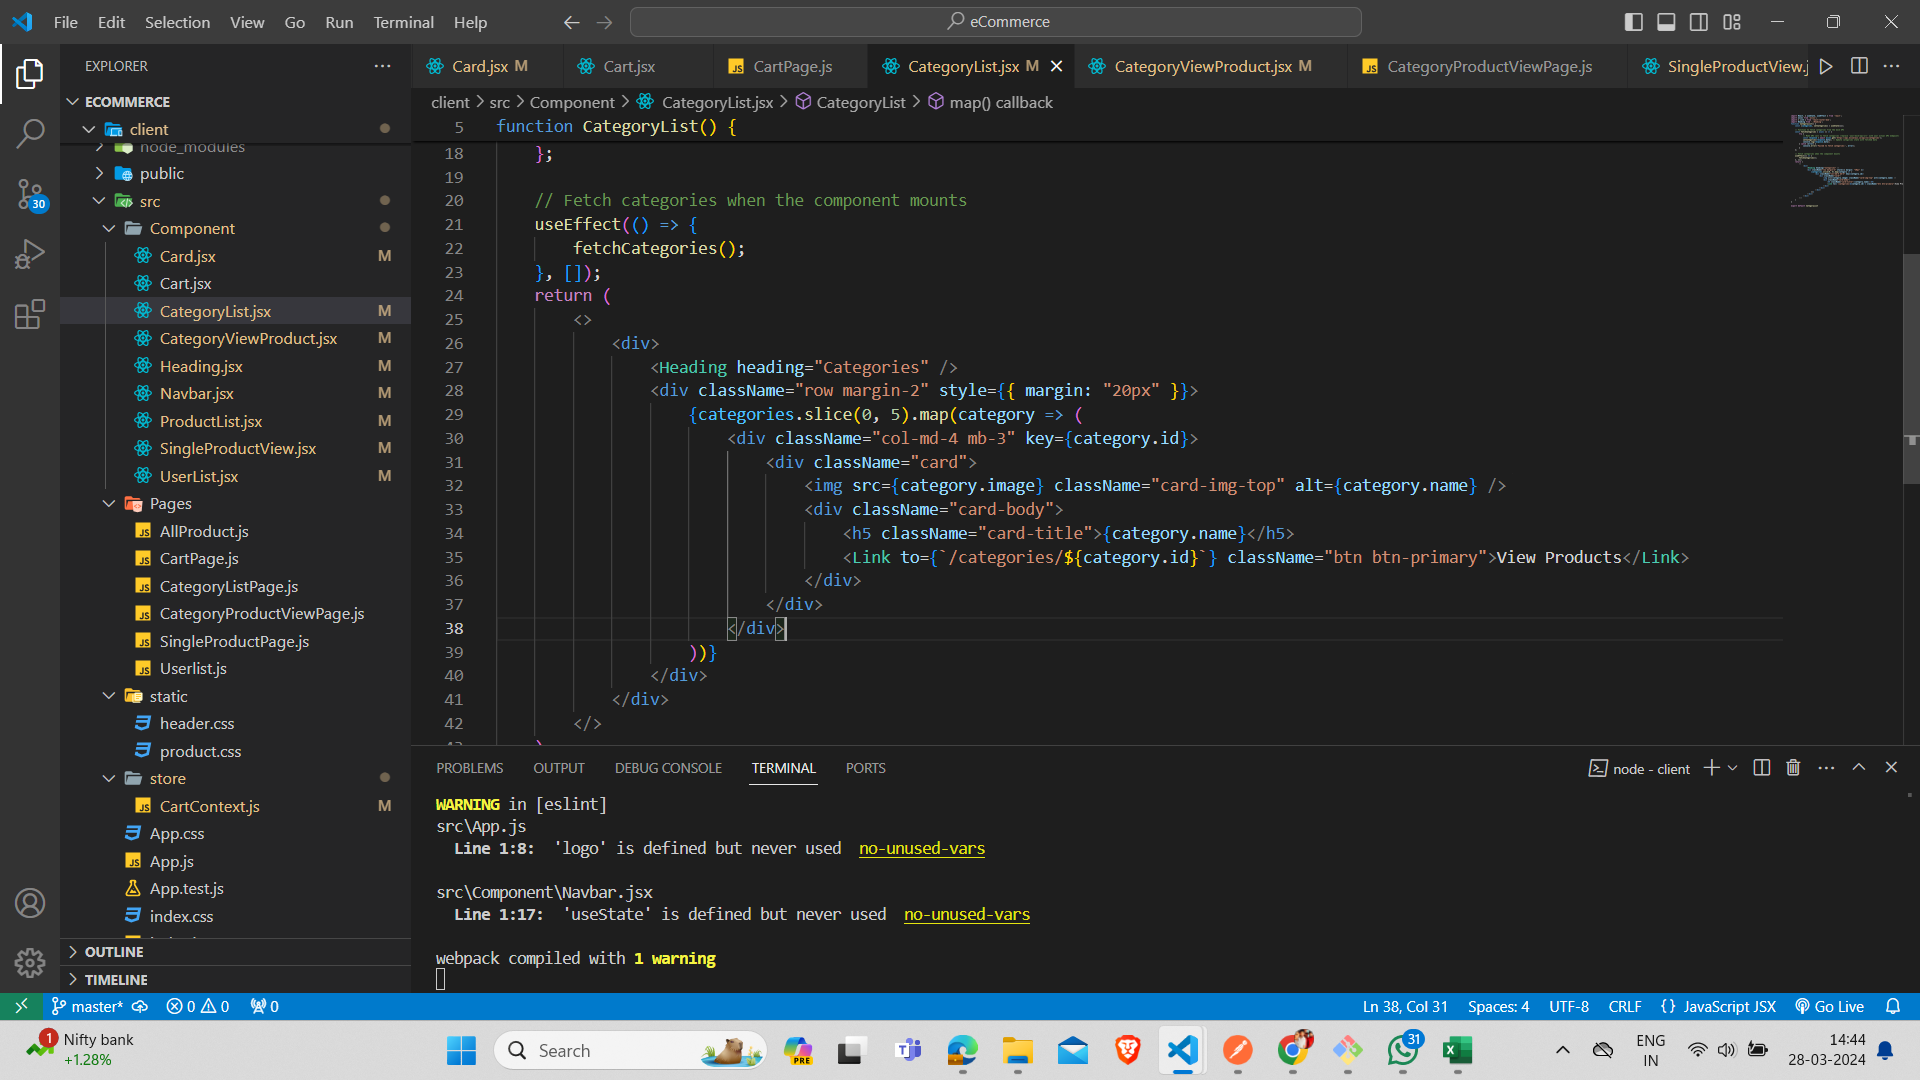 File Edit Selection View Go Run Terminal Help
eCommerce
EXPLORER
ECOMMERCE
client
node_modules
public
src
Component
Card.jsx M
Cart.jsx
CategoryList.jsx M
CategoryViewProduct.jsx M
Heading.jsx M
Navbar.jsx M
ProductList.jsx M
SingleProductView.jsx M
UserList.jsx M
Pages
AllProduct.js
CartPage.js
CategoryListPage.js
CategoryProductViewPage.js
SingleProductPage.js
Userlist.js
static
header.css
product.css
store
CartContext.js M
App.css
App.js
App.test.js
index.css
OUTLINE
TIMELINE
30
Card.jsx M Cart.jsx CartPage.js CategoryList.jsx M CategoryViewProduct.jsx M CategoryProductViewPage.js SingleProductView.j
client > src > Component > CategoryList.jsx > CategoryList > map() callback
5 function CategoryList() {
18 };
19
20 // Fetch categories when the component mounts
21 useEffect(() => {
22 fetchCategories();
23 }, []);
24 return (
25 <>
26 <div>
27 <Heading heading="Categories" />
28 <div className="row margin-2" style={{ margin: "20px" }}>
29 {categories.slice(0, 5).map(category => (
30 <div className="col-md-4 mb-3" key={category.id}>
31 <div className="card">
32 <img src={category.image} className="card-img-top" alt={category.name} />
33 <div className="card-body">
34 <h5 className="card-title">{category.name}</h5>
35 <Link to={`/categories/${category.id}`} className="btn btn-primary">View Products</Link>
36 </div>
37 </div>
38 </div>
39 ))}
40 </div>
41 </div>
42 </>
PROBLEMS OUTPUT DEBUG CONSOLE TERMINAL PORTS
node - client
WARNING in [eslint]
src\App.js
Line 1:8: 'logo' is defined but never used no-unused-vars
src\Component\Navbar.jsx
Line 1:17: 'useState' is defined but never used no-unused-vars
webpack compiled with 1 warning
master* 0 0 0
Ln 38, Col 31 Spaces: 4 UTF-8 CRLF {} JavaScript JSX Go Live
1 Nifty bank
+1.28%
Search
PRE
31
ENG
IN
14:44
28-03-2024